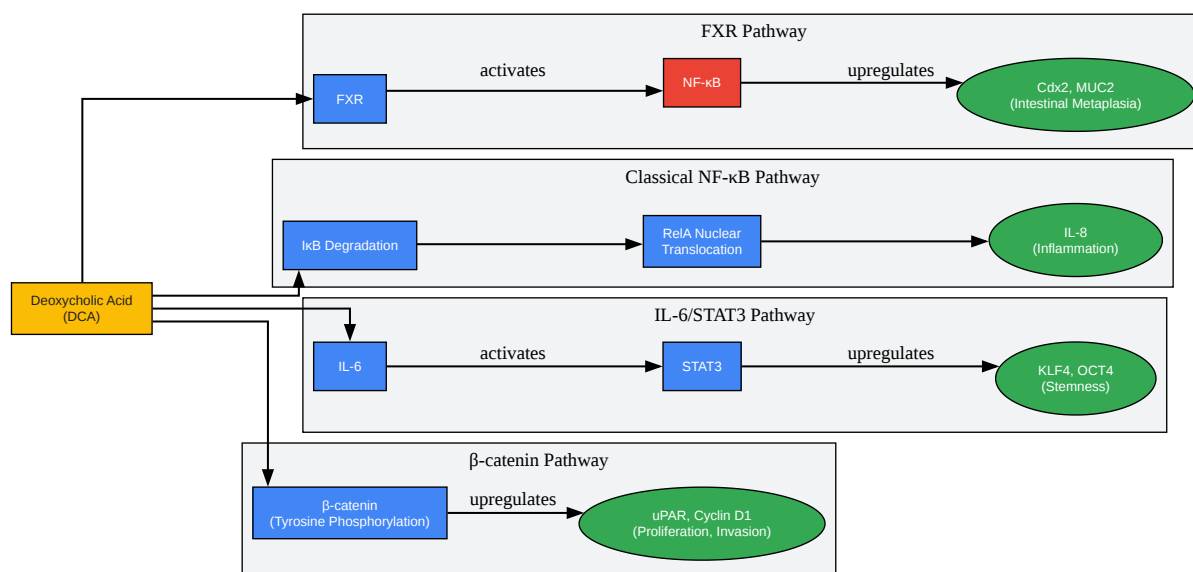 FXR Pathway
FXR
activates
NF-κB
upregulates
Cdx2, MUC2
(Intestinal Metaplasia)
Classical NF-κB Pathway
IκB Degradation
RelA Nuclear
Translocation
IL-8
(Inflammation)
Deoxycholic Acid
(DCA)
IL-6/STAT3 Pathway
IL-6
activates
STAT3
upregulates
KLF4, OCT4
(Stemness)
β-catenin Pathway
β-catenin
(Tyrosine Phosphorylation)
upregulates
uPAR, Cyclin D1
(Proliferation, Invasion)